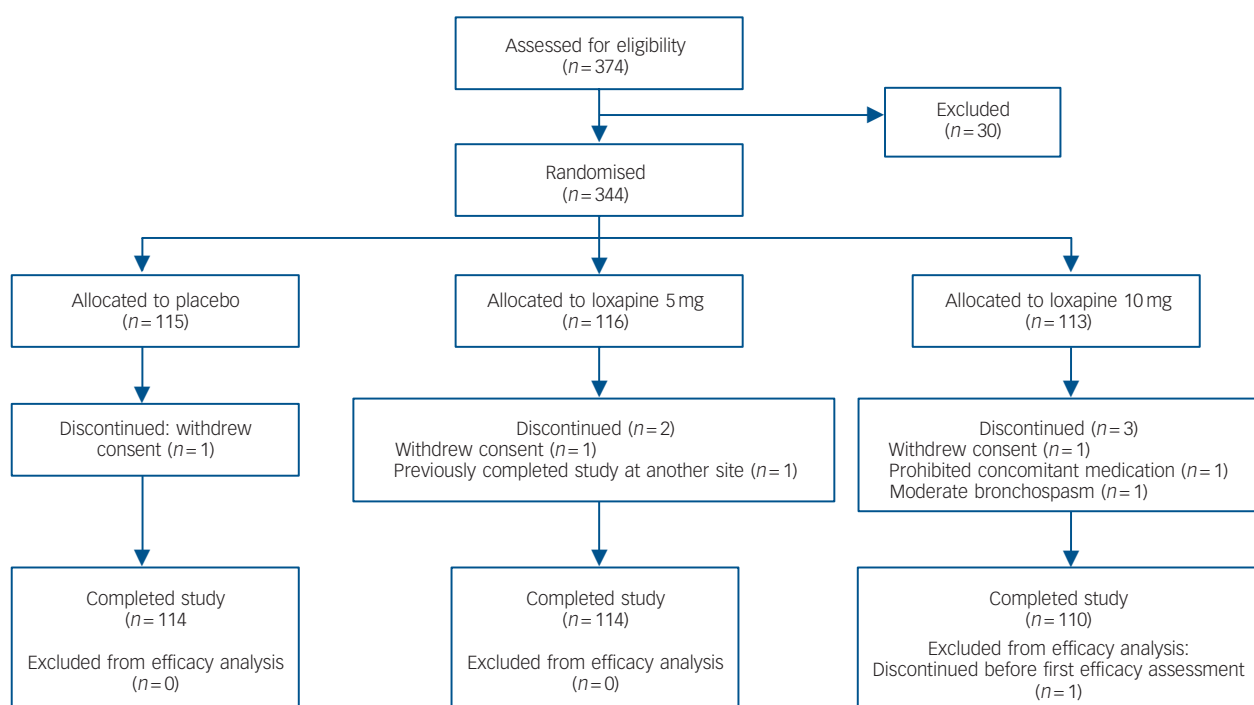 Assessed for eligibility
(n=374)
Excluded
(n=30)
Randomised
(n=344)
Allocated to placebo
(n=115)
Allocated to loxapine 5 mg
(n=116)
Allocated to loxapine 10 mg
(n=113)
Discontinued: withdrew
consent (n=1)
Discontinued (n=2)
Withdrew consent (n=1)
Previously completed study at another site (n=1)
Discontinued (n=3)
Withdrew consent (n=1)
Prohibited concomitant medication (n=1)
Moderate bronchospasm (n=1)
Completed study
(n=114
Excluded from efficacy analysis
(n=0)
Completed study
(n=114)
Excluded from efficacy analysis
(n=0)
Completed study
(n=110)
Excluded from efficacy analysis:
Discontinued before first efficacy assessment
(n=1)